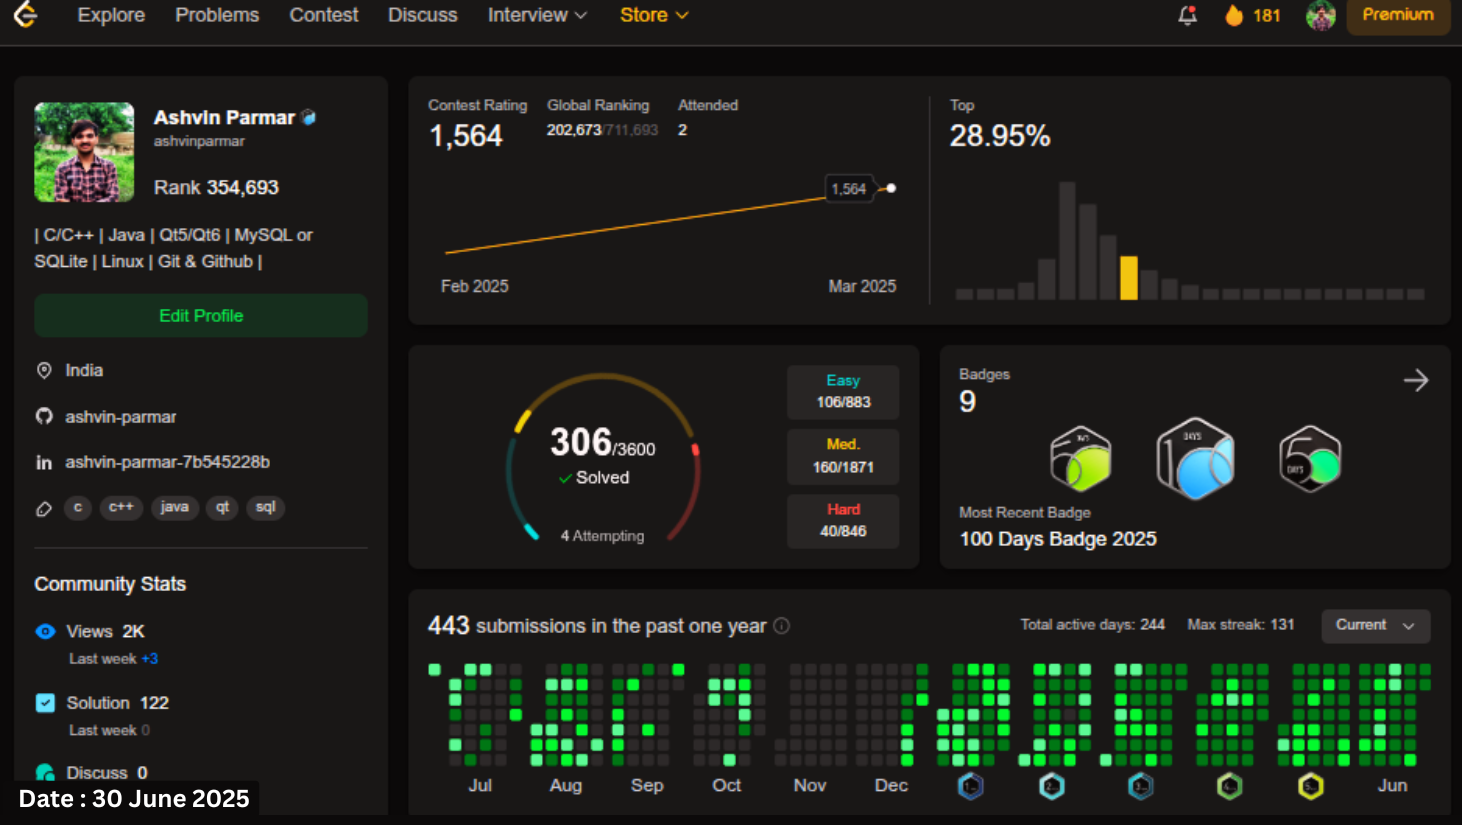 Explore Problems Contest Discuss Interview Store 181 Premium
Ashvin Parmar
ashvinparmar
Rank 354,693
| C/C++ | Java | Qt5/Qt6 | MySQL or
SQLite | Linux | Git & Github |
Edit Profile
India
ashvin-parmar
in ashvin-parmar-7b545228b
c c++ java qt sql
Community Stats
Views 2K
Last week +3
Solution 122
Last week 0
Discuss 0
Date : 30 June 2025
Contest Rating Global Ranking Attended
1,564 202,673/711,693 2
1,564
Feb 2025 Mar 2025
Top
28.95%
306/3600
Solved
4 Attempting
Easy
106/883
Med.
160/1871
Hard
40/846
Badges
9
DAYS
DAYS
Most Recent Badge
100 Days Badge 2025
443 submissions in the past one year Total active days: 244 Max streak: 131 Current
Jul Aug Sep Oct Nov Dec Jun